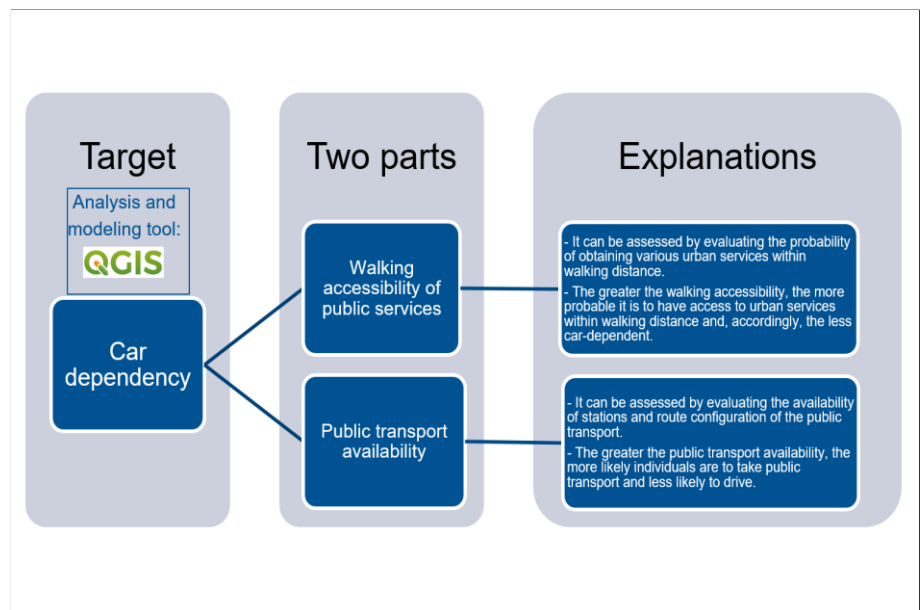 Target
Analysis and
modeling tool:
QGIS
Car
dependency
Two parts
Walking
accessibility of
public services
Public transport
availability
Explanations
- It can be assessed by evaluating the probability
of obtaining various urban services within
walking distance.
- The greater the walking accessibility, the more
probable it is to have access to urban services
within walking distance and, accordingly, the less
car-dependent.
- It can be assessed by evaluating the availability
of stations and route configuration of the public
transport.
- The greater the public transport availability, the
more likely individuals are to take public
transport and less likely to drive.